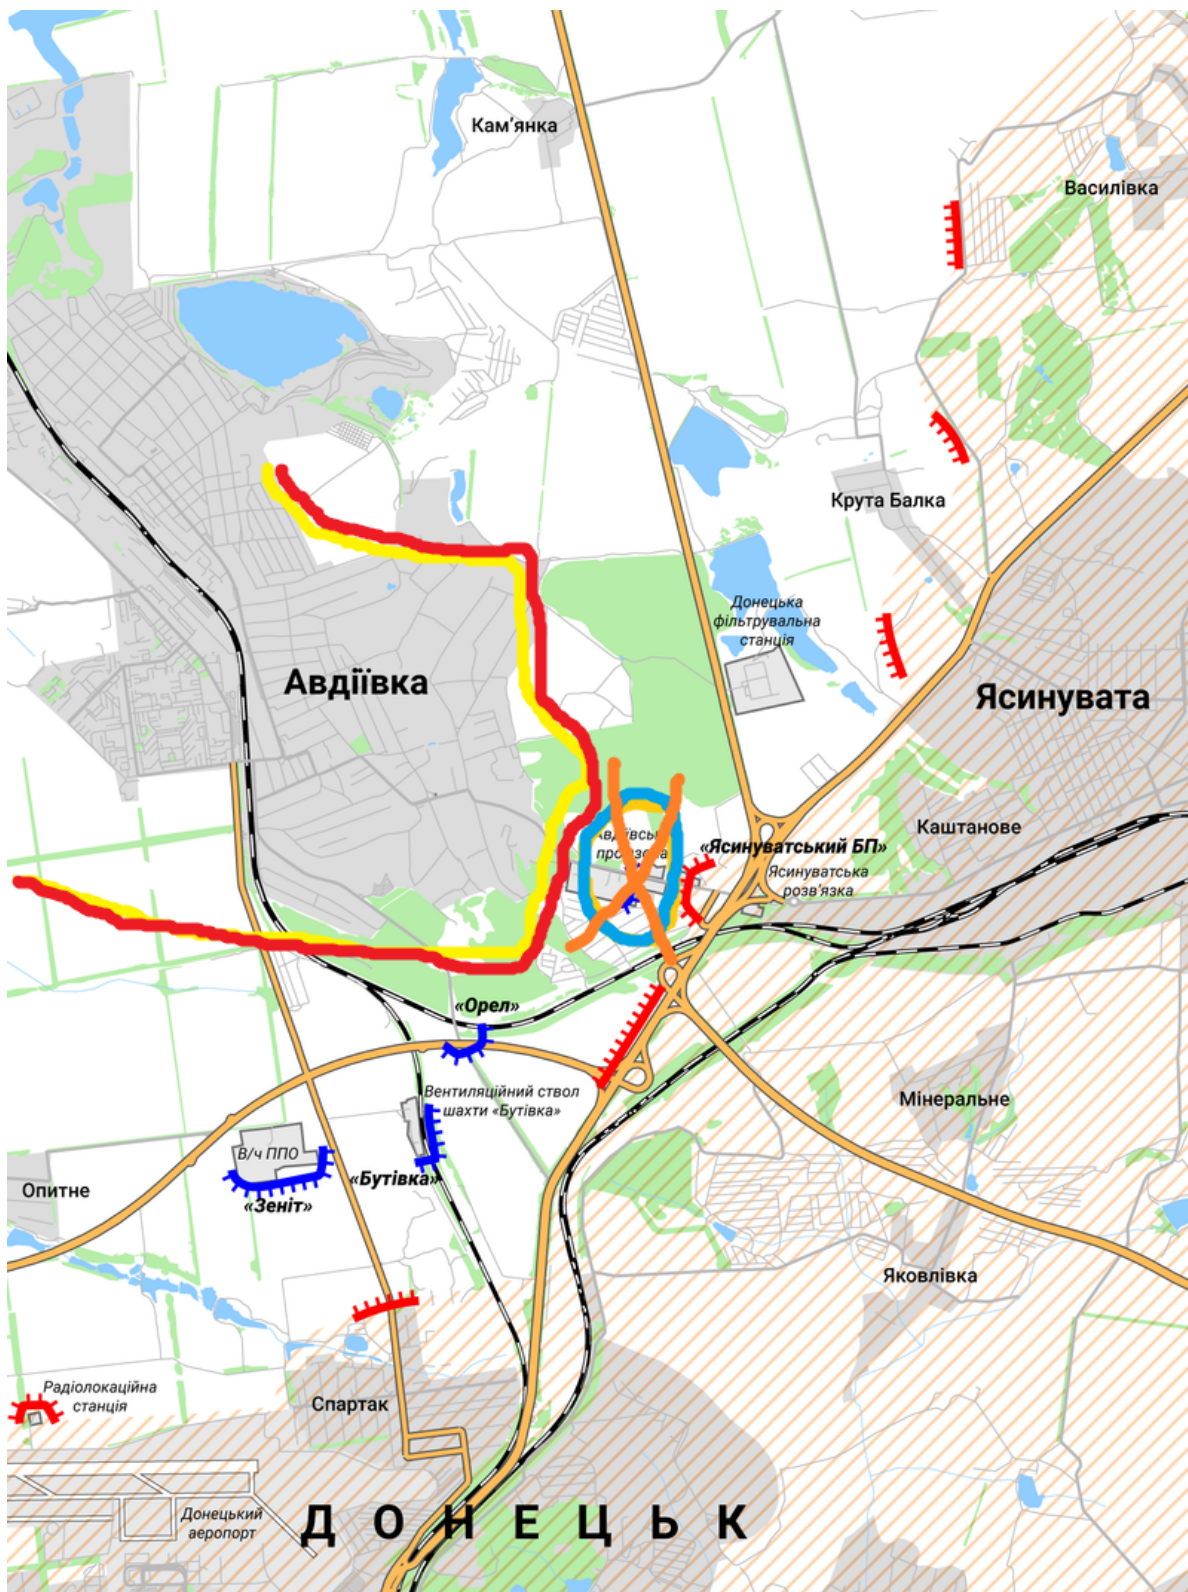 Кам'янка
Василівка
Крута Балка
Донецька
фільтрувальна
станція
Авдіївка
Ясинувата
Каштанове
«Ясинуватський БП»
Ясинуватська
розв'язка
«Орел»
Вентиляційний ствол
шахти «Бутівка»
Мінеральне
В/ч ППО
«Бутівка»
Опитне
«Зеніт»
Яковлівка
Радіолокаційна
станція
Спартак
Донецький
аеропорт
ДОНЕЦЬК